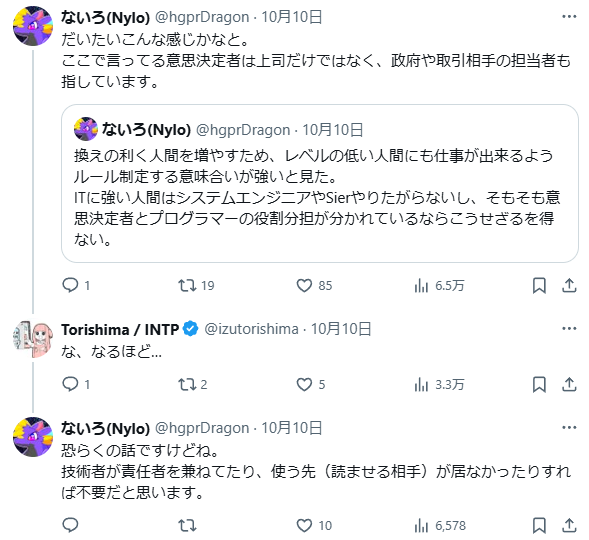 ないろ(Nylo) @hgprDragon · 10月10日
だいたいこんな感じかなと。
ここで言ってる意思決定者は上司だけではなく、政府や取引相手の担当者も
指しています。
ないろ(Nylo) @hgprDragon · 10月10日
換えの利く人間を増やすため、レベルの低い人間にも仕事が出来るよう
ルール制定する意味合いが強いと見た。
ITに強い人間はシステムエンジニアやSierやりたがらないし、そもそも意
思決定者とプログラマーの役割分担が分かれているならこうせざるを得
ない。
1 19 85 6.5万
Torishima / INTP @izutorishima · 10月10日
な、なるほど…
1 2 5 3.3万
ないろ(Nylo) @hgprDragon · 10月10日
恐らくの話ですけどね。
技術者が責任者を兼ねてたり、使う先（読ませる相手）が居なかったりすれ
ば不要だと思います。
10 6,578